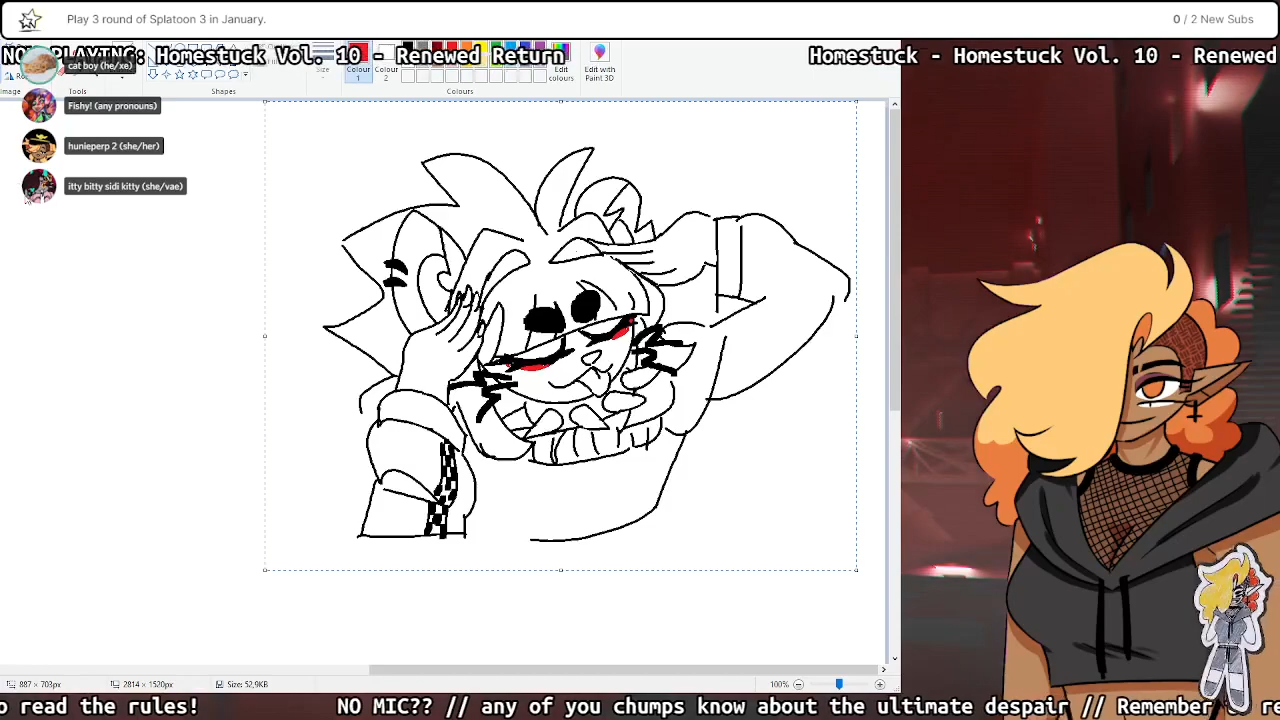 Play 3 round of Splatoon 3 in January.
0 / 2 New Subs
PLAYING: Homestuck Vol. 10 - Renewed Return
Homestuck - Homestuck Vol. 10 - Renewed
cat boy (he/xe)
Size
Colour 1
Colour 2
Edit colours
Edit with Paint 3D
Tools
Shapes
Colours
Fishy! (any pronouns)
hunieperp 2 (she/her)
itty bitty sidi kitty (she/vae)
887 × 703px
2814 × 1520px
Size: 52,9KB
100%
o read the rules!
NO MIC?? // any of you chumps know about the ultimate despair // Remember